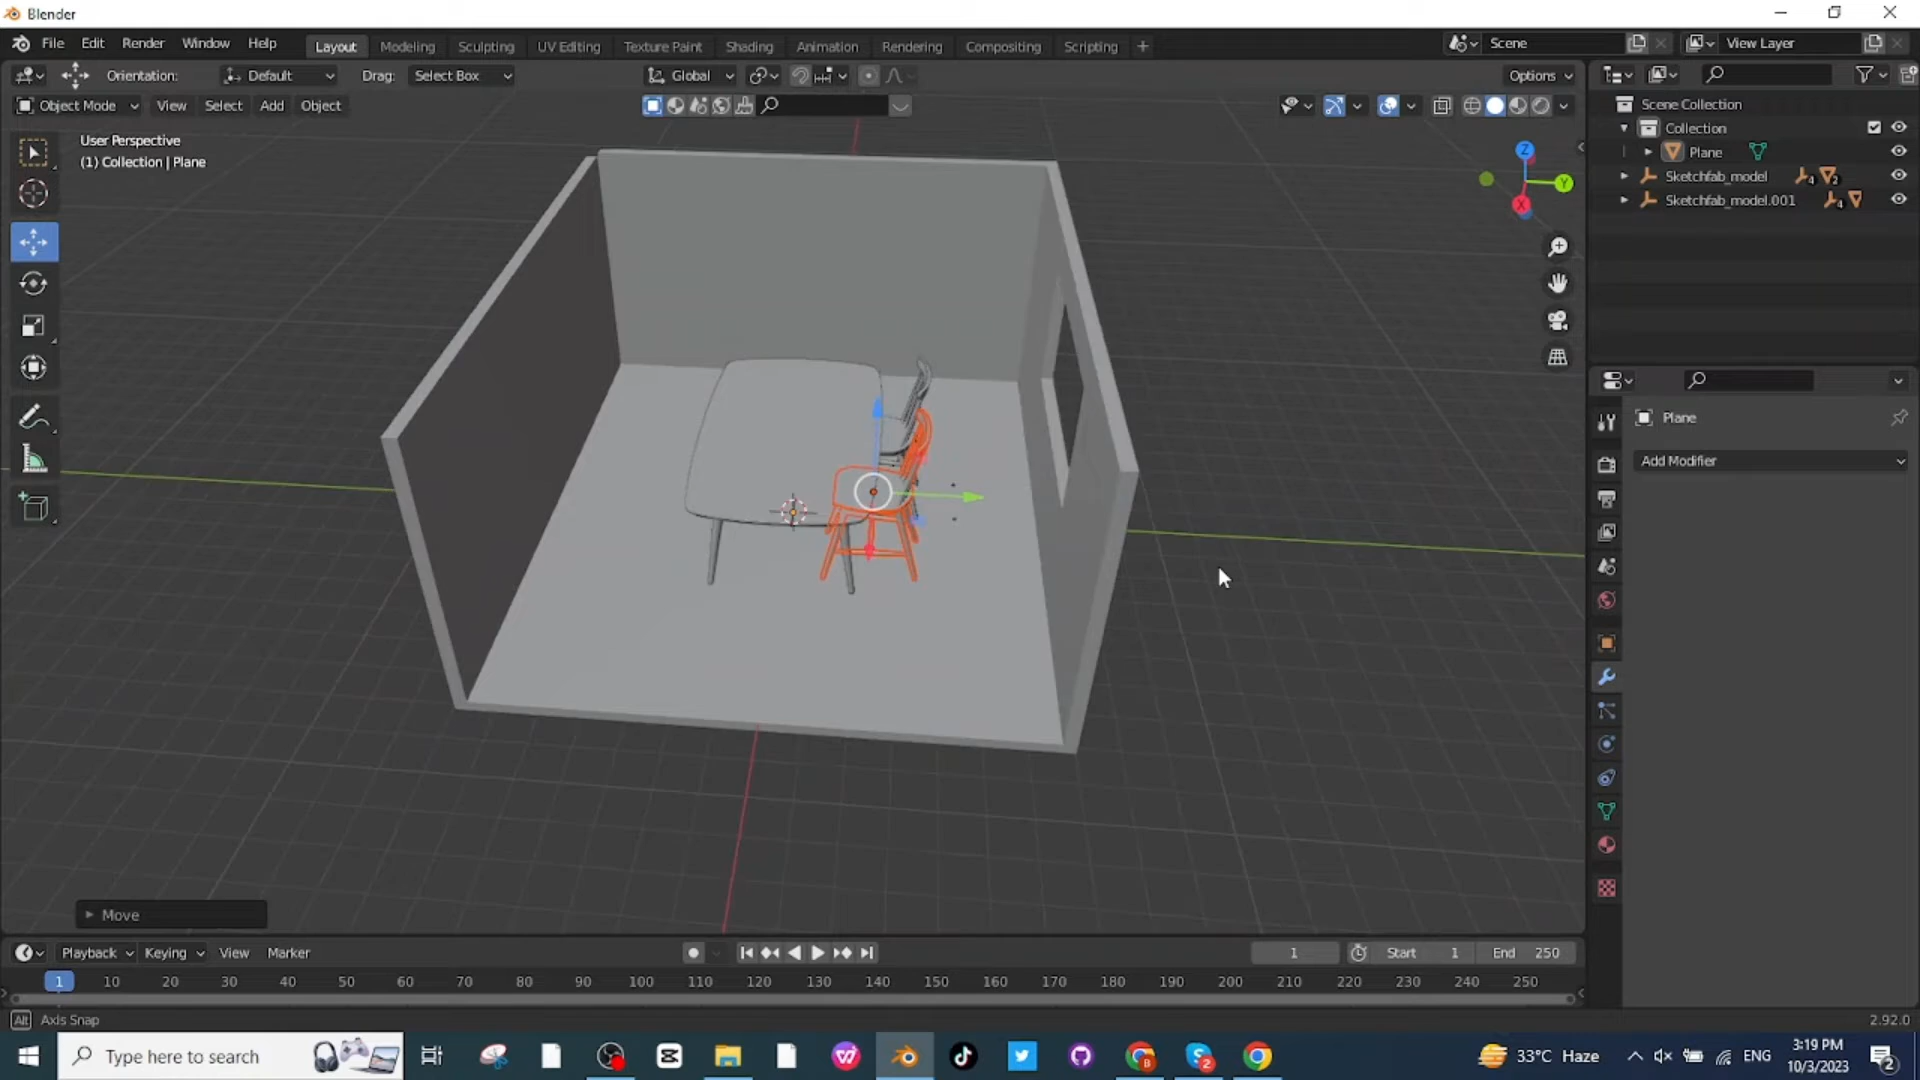 Blender
File Edit Render Window Help Layout Modeling Sculpting UV Editing Texture Paint Shading Animation Rendering Compositing Scripting + Scene View Layer
Orientation: Default Drag: Select Box Global Options
Object Mode View Select Add Object
User Perspective
(1) Collection | Plane
Z
Y
X
Scene Collection
Collection
Plane
Sketchfab_model 4 2
Sketchfab_model.001 4
Plane
Add Modifier
Move
Playback Keying View Marker 1 Start 1 End 250
1 10 20 30 40 50 60 70 80 90 100 110 120 130 140 150 160 170 180 190 200 210 220 230 240 250
Alt Axis Snap 2.92.0
Type here to search 33°C Haze ENG 3:19 PM
10/3/2023 2